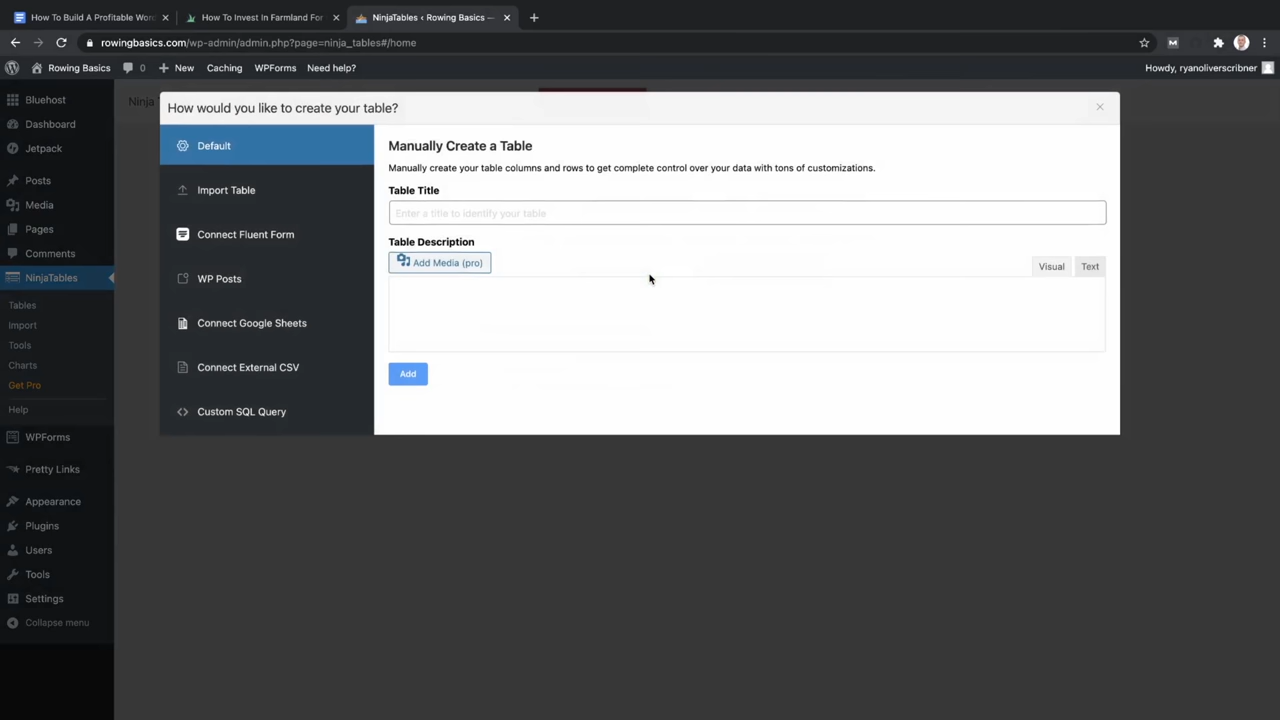 How To Build A Profitable Wor
How To Invest In Farmland For
NinjaTables ‹ Rowing Basics —
rowingbasics.com/wp-admin/admin.php?page=ninja_tables#/home
Rowing Basics
0
New
Caching
WPForms
Need help?
Howdy, ryanoliverscribner
Bluehost
Dashboard
Jetpack
Posts
Media
Pages
Comments
NinjaTables
Tables
Import
Tools
Charts
Get Pro
Help
WPForms
Pretty Links
Appearance
Plugins
Users
Tools
Settings
Collapse menu
Ninja
How would you like to create your table?
Default
Import Table
Connect Fluent Form
WP Posts
Connect Google Sheets
Connect External CSV
Custom SQL Query
Manually Create a Table
Manually create your table columns and rows to get complete control over your data with tons of customizations.
Table Title
Enter a title to identify your table
Table Description
Add Media (pro)
Visual
Text
Add